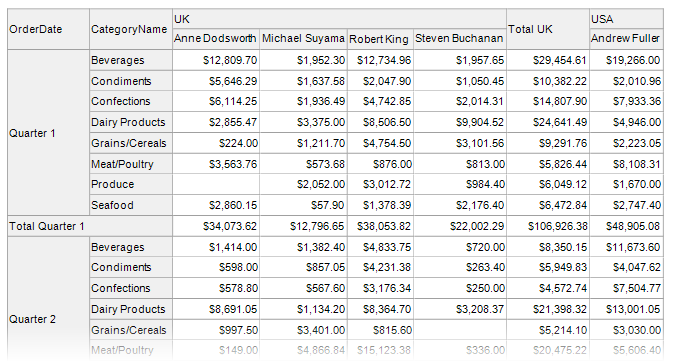 OrderDate CategoryName UK Total UK USA
Anne Dodsworth Michael Suyama Robert King Steven Buchanan Andrew Fuller
Quarter 1 Beverages $12,809.70 $1,952.30 $12,734.96 $1,957.65 $29,454.61 $19,266.00
Condiments $5,646.29 $1,637.58 $2,047.90 $1,050.45 $10,382.22 $2,010.96
Confections $6,114.25 $1,936.49 $4,742.85 $2,014.31 $14,807.90 $7,933.36
Dairy Products $2,855.47 $3,375.00 $8,506.50 $9,904.52 $24,641.49 $4,946.00
Grains/Cereals $224.00 $1,211.70 $4,754.50 $3,101.56 $9,291.76 $2,223.05
Meat/Poultry $3,563.76 $573.68 $876.00 $813.00 $5,826.44 $8,108.31
Produce $2,052.00 $3,012.72 $984.40 $6,049.12 $1,670.00
Seafood $2,860.15 $57.90 $1,378.39 $2,176.40 $6,472.84 $2,747.40
Total Quarter 1 $34,073.62 $12,796.65 $38,053.82 $22,002.29 $106,926.38 $48,905.08
Quarter 2 Beverages $1,414.00 $1,382.40 $4,833.75 $720.00 $8,350.15 $11,673.60
Condiments $598.00 $857.05 $4,231.38 $263.40 $5,949.83 $4,047.62
Confections $578.80 $567.60 $3,176.34 $250.00 $4,572.74 $7,504.77
Dairy Products $8,691.05 $1,134.20 $8,364.70 $3,208.37 $21,398.32 $13,001.05
Grains/Cereals $997.50 $3,401.00 $815.60 $5,214.10 $3,030.00
Meat/Poultry $149.00 $4,866.84 $15,123.38 $336.00 $20,475.22 $5,606.40